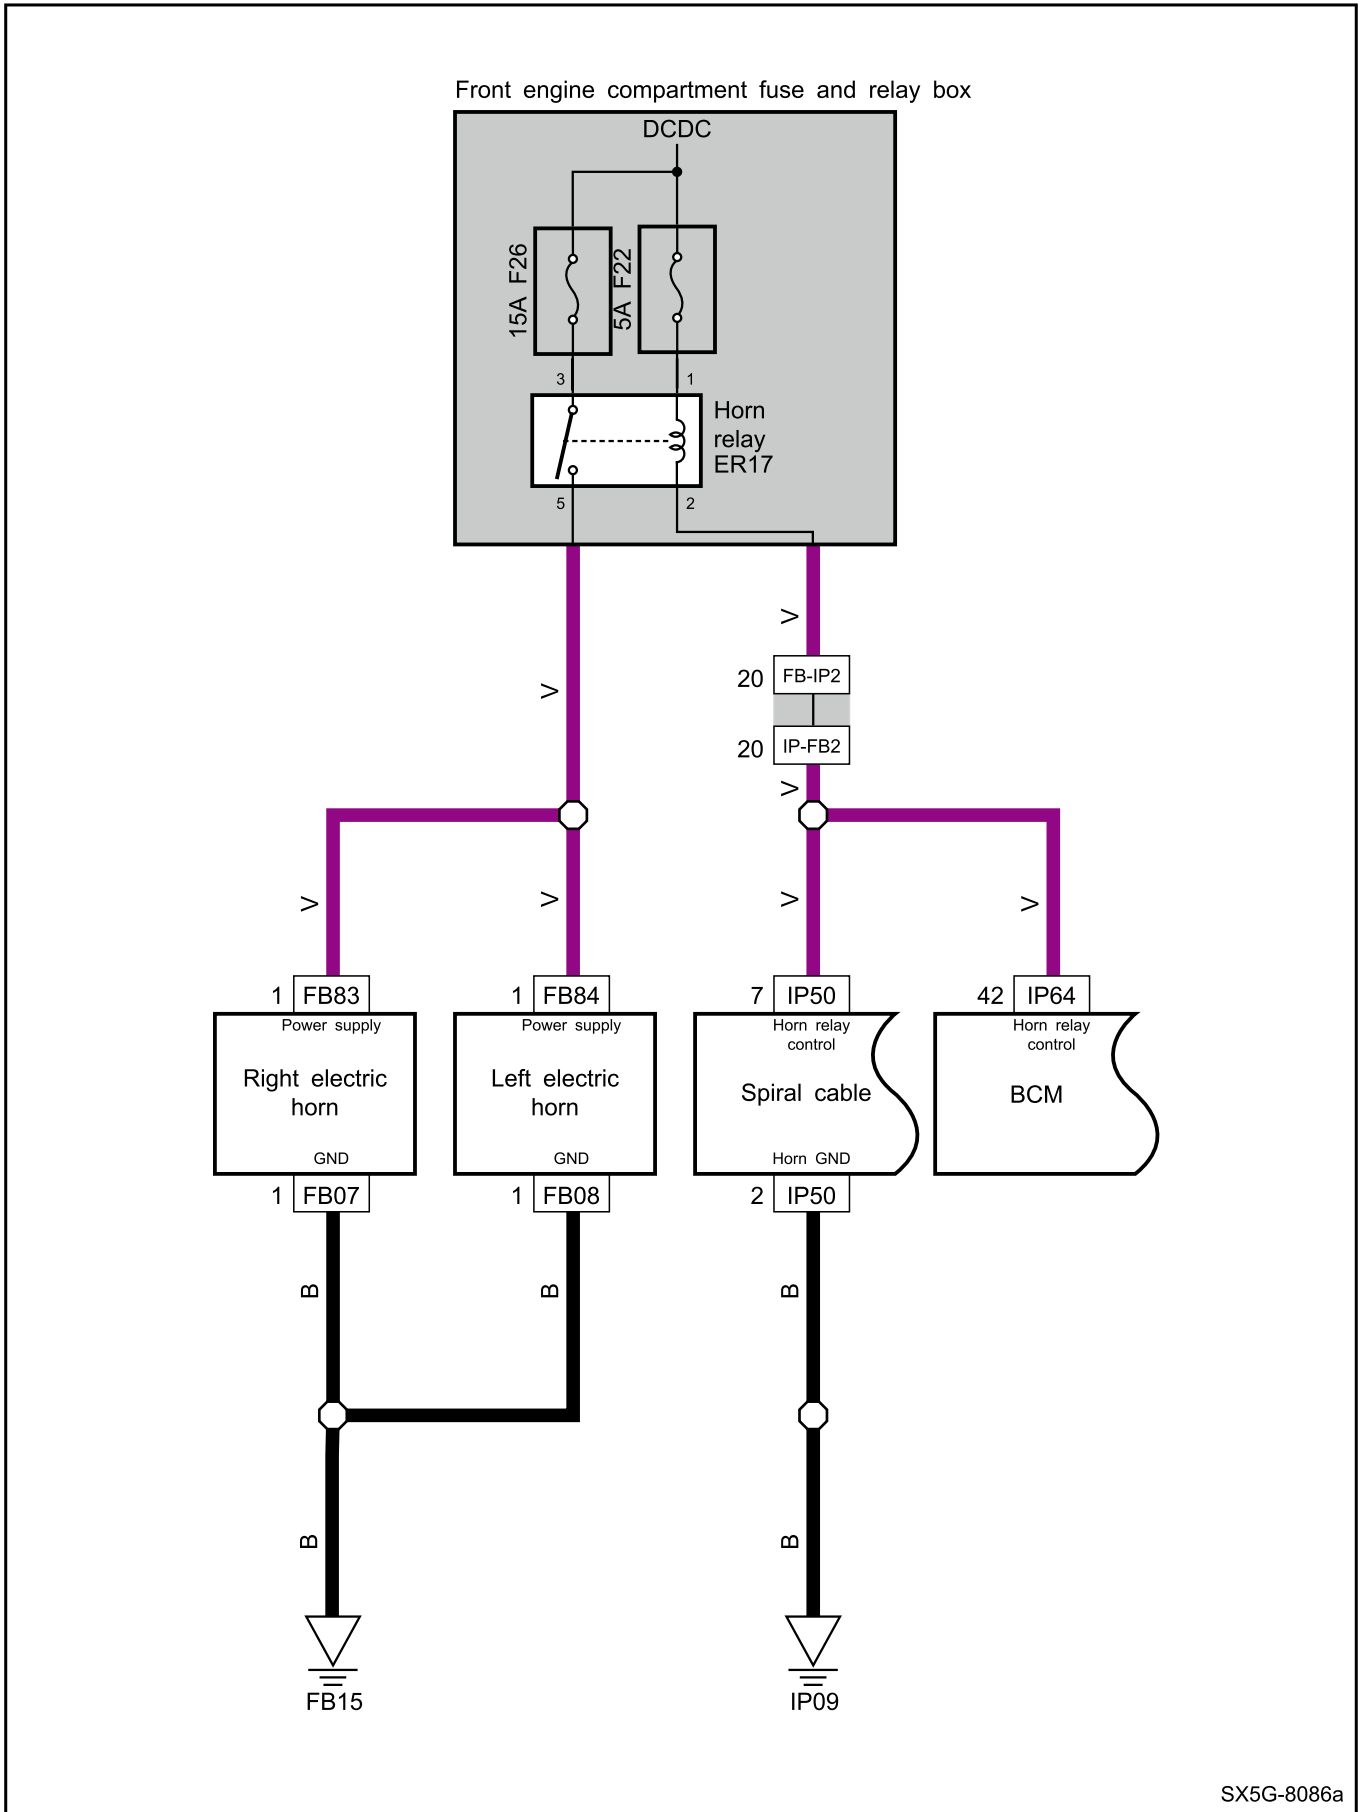 Front engine compartment fuse and relay box
DCDC
15A F26
5A F22
3
1
Horn
relay
ER17
5
2
V
V
20
FB-IP2
20
IP-FB2
V
V
V
V
V
1
FB83
1
FB84
7
IP50
42
IP64
Power supply
Power supply
Horn relay
control
Horn relay
control
Right electric
horn
Left electric
horn
Spiral cable
BCM
GND
GND
Horn GND
1
FB07
1
FB08
2
IP50
B
B
B
B
B
FB15
IP09
SX5G-8086a